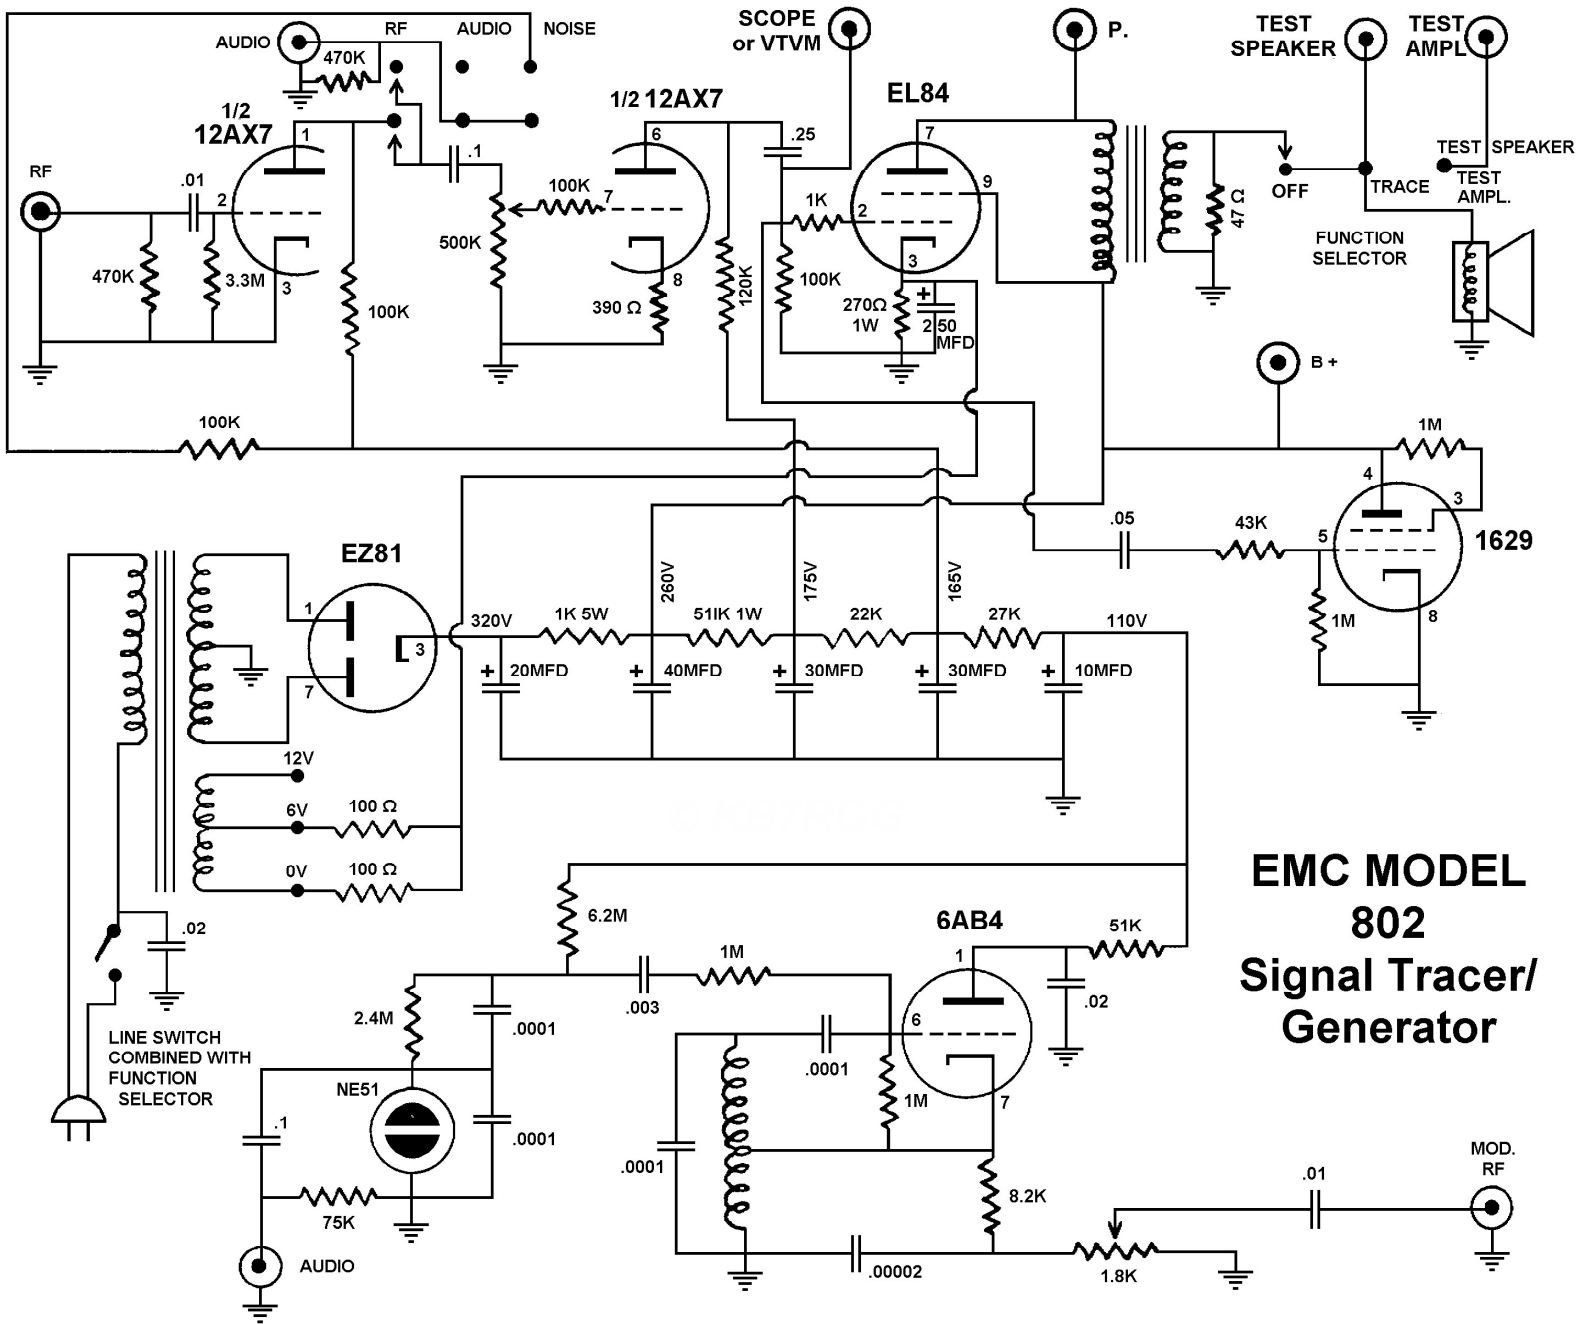 SCOPE
or VTVM
P.
TEST
SPEAKER
TEST
AMPL
AUDIO
RF
AUDIO
NOISE
470K
1/2
12AX7
1
1/2 12AX7
6
EL84
7
.25
RF
.01
2
.1
100K
7
1K
2
9
TEST SPEAKER
TRACE
TEST
AMPL.
OFF
47 Ω
500K
470K
3.3M
3
100K
390 Ω
8
120K
100K
3
270Ω
1W
+
2 50
MFD
FUNCTION
SELECTOR
B +
100K
1M
4
3
1629
5
8
.05
43K
1M
EZ81
1
3
7
320V
1K 5W
260V
51IK 1W
175V
22K
165V
27K
110V
+ 20MFD
+ 40MFD
+ 30MFD
+ 30MFD
+ 10MFD
12V
6V
100 Ω
0V
100 Ω
.02
LINE SWITCH
COMBINED WITH
FUNCTION
SELECTOR
6.2M
6AB4
1
51K
.02
2.4M
.0001
.003
1M
6
.0001
1M
7
NE51
.0001
.1
75K
AUDIO
.0001
8.2K
.00002
1.8K
.01
MOD.
RF
EMC MODEL
802
Signal Tracer/
Generator